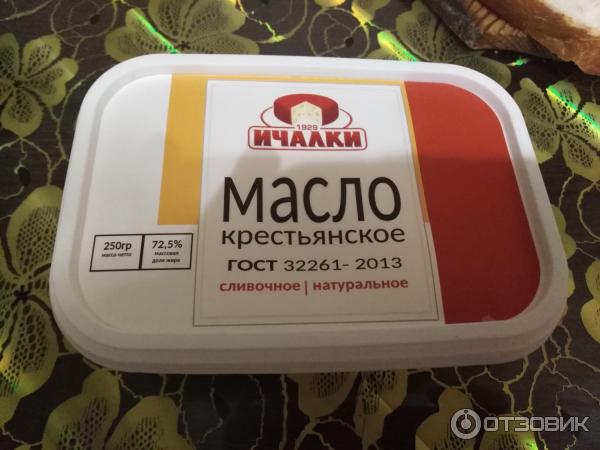 1929
ИЧАЛКИ
масло
крестьянское
ГОСТ 32261- 2013
сливочное | натуральное
250гр
масса нетто
72,5%
массовая
доля жира
ОТЗОВИК